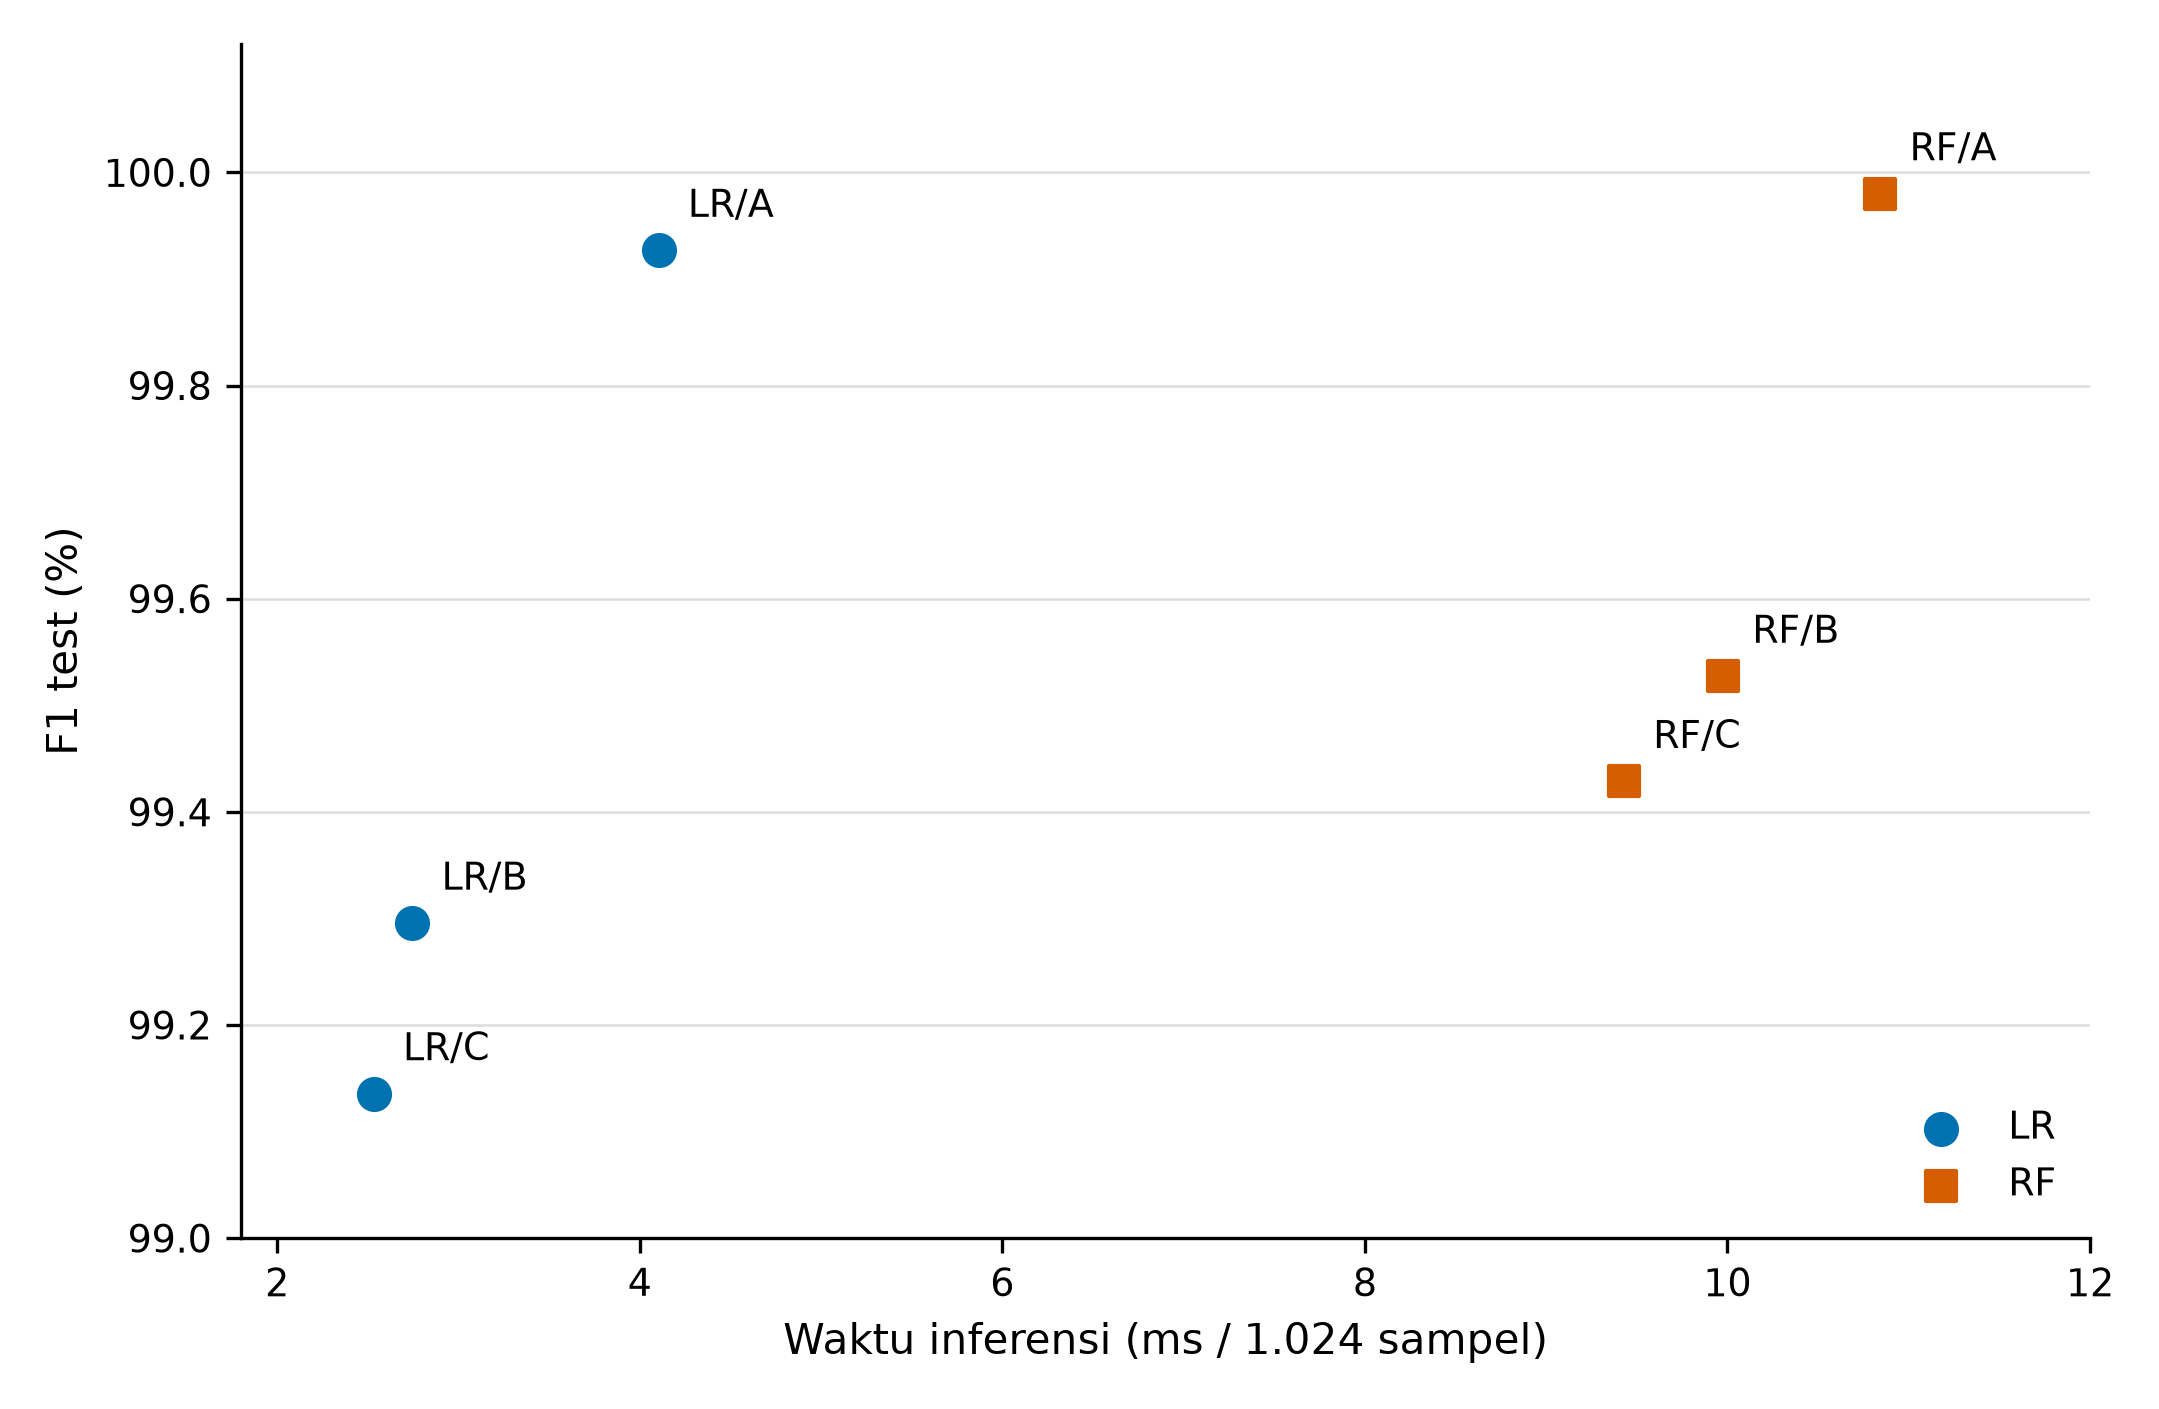 RF/A
100.0
LR/A
99.8
99.6
RF/B
RF/C
F1 test (%)
99.4
LR/B
99.2
LR/C
LR
RF
99.0
2 4 6 8 10 12
Waktu inferensi (ms / 1.024 sampel)